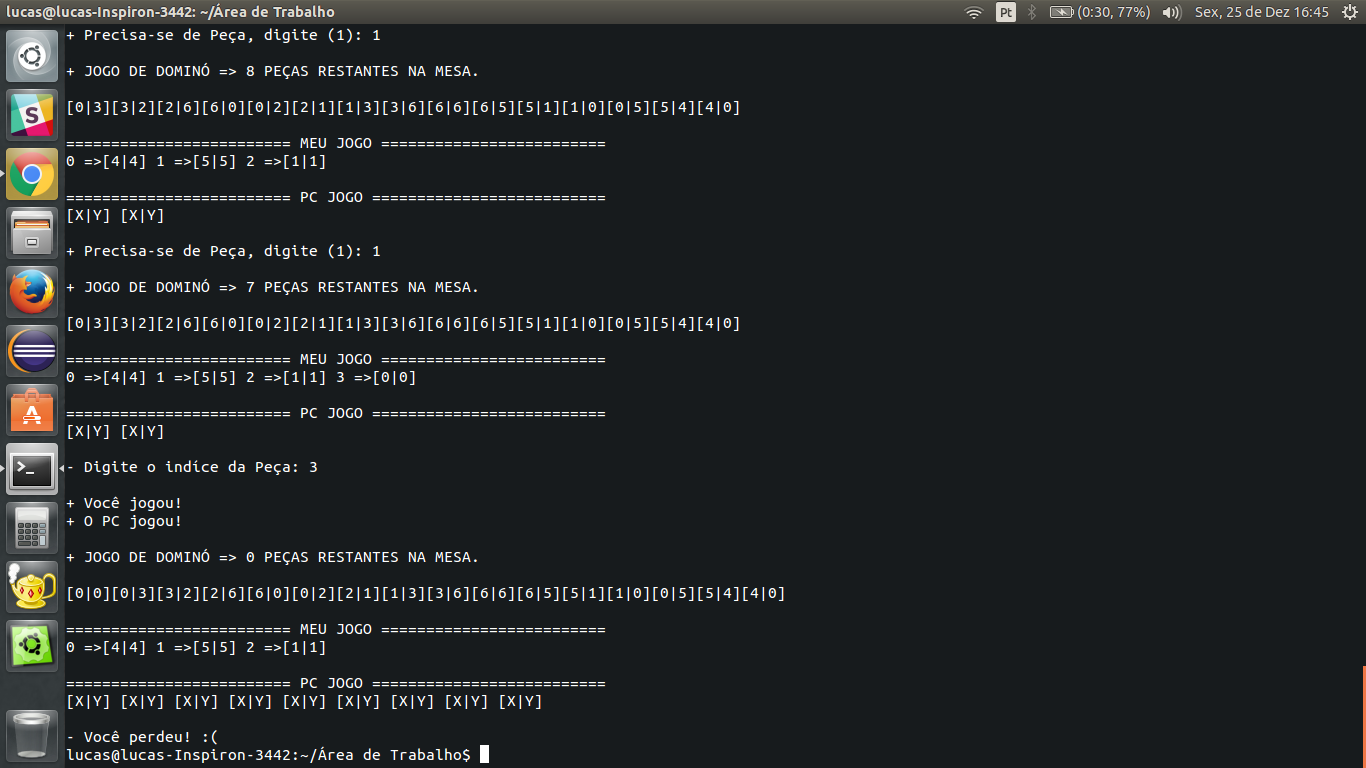 lucas@lucas-Inspiron-3442: ~/Área de Trabalho
Pt
(0:30, 77%)
Sex, 25 de Dez 16:45
+ Precisa-se de Peça, digite (1): 1
+ JOGO DE DOMINÓ => 8 PEÇAS RESTANTES NA MESA.
[0|3][3|2][2|6][6|0][0|2][2|1][1|3][3|6][6|6][6|5][5|1][1|0][0|5][5|4][4|0]
========================= MEU JOGO =========================
0 =>[4|4] 1 =>[5|5] 2 =>[1|1]
========================= PC JOGO ==========================
[X|Y] [X|Y]
+ Precisa-se de Peça, digite (1): 1
+ JOGO DE DOMINÓ => 7 PEÇAS RESTANTES NA MESA.
[0|3][3|2][2|6][6|0][0|2][2|1][1|3][3|6][6|6][6|5][5|1][1|0][0|5][5|4][4|0]
========================= MEU JOGO =========================
0 =>[4|4] 1 =>[5|5] 2 =>[1|1] 3 =>[0|0]
========================= PC JOGO ==========================
[X|Y] [X|Y]
- Digite o indíce da Peça: 3
+ Você jogou!
+ O PC jogou!
+ JOGO DE DOMINÓ => 0 PEÇAS RESTANTES NA MESA.
[0|0][0|3][3|2][2|6][6|0][0|2][2|1][1|3][3|6][6|6][6|5][5|1][1|0][0|5][5|4][4|0]
========================= MEU JOGO =========================
0 =>[4|4] 1 =>[5|5] 2 =>[1|1]
========================= PC JOGO ==========================
[X|Y] [X|Y] [X|Y] [X|Y] [X|Y] [X|Y] [X|Y] [X|Y] [X|Y]
- Você perdeu! :(
lucas@lucas-Inspiron-3442:~/Área de Trabalho$